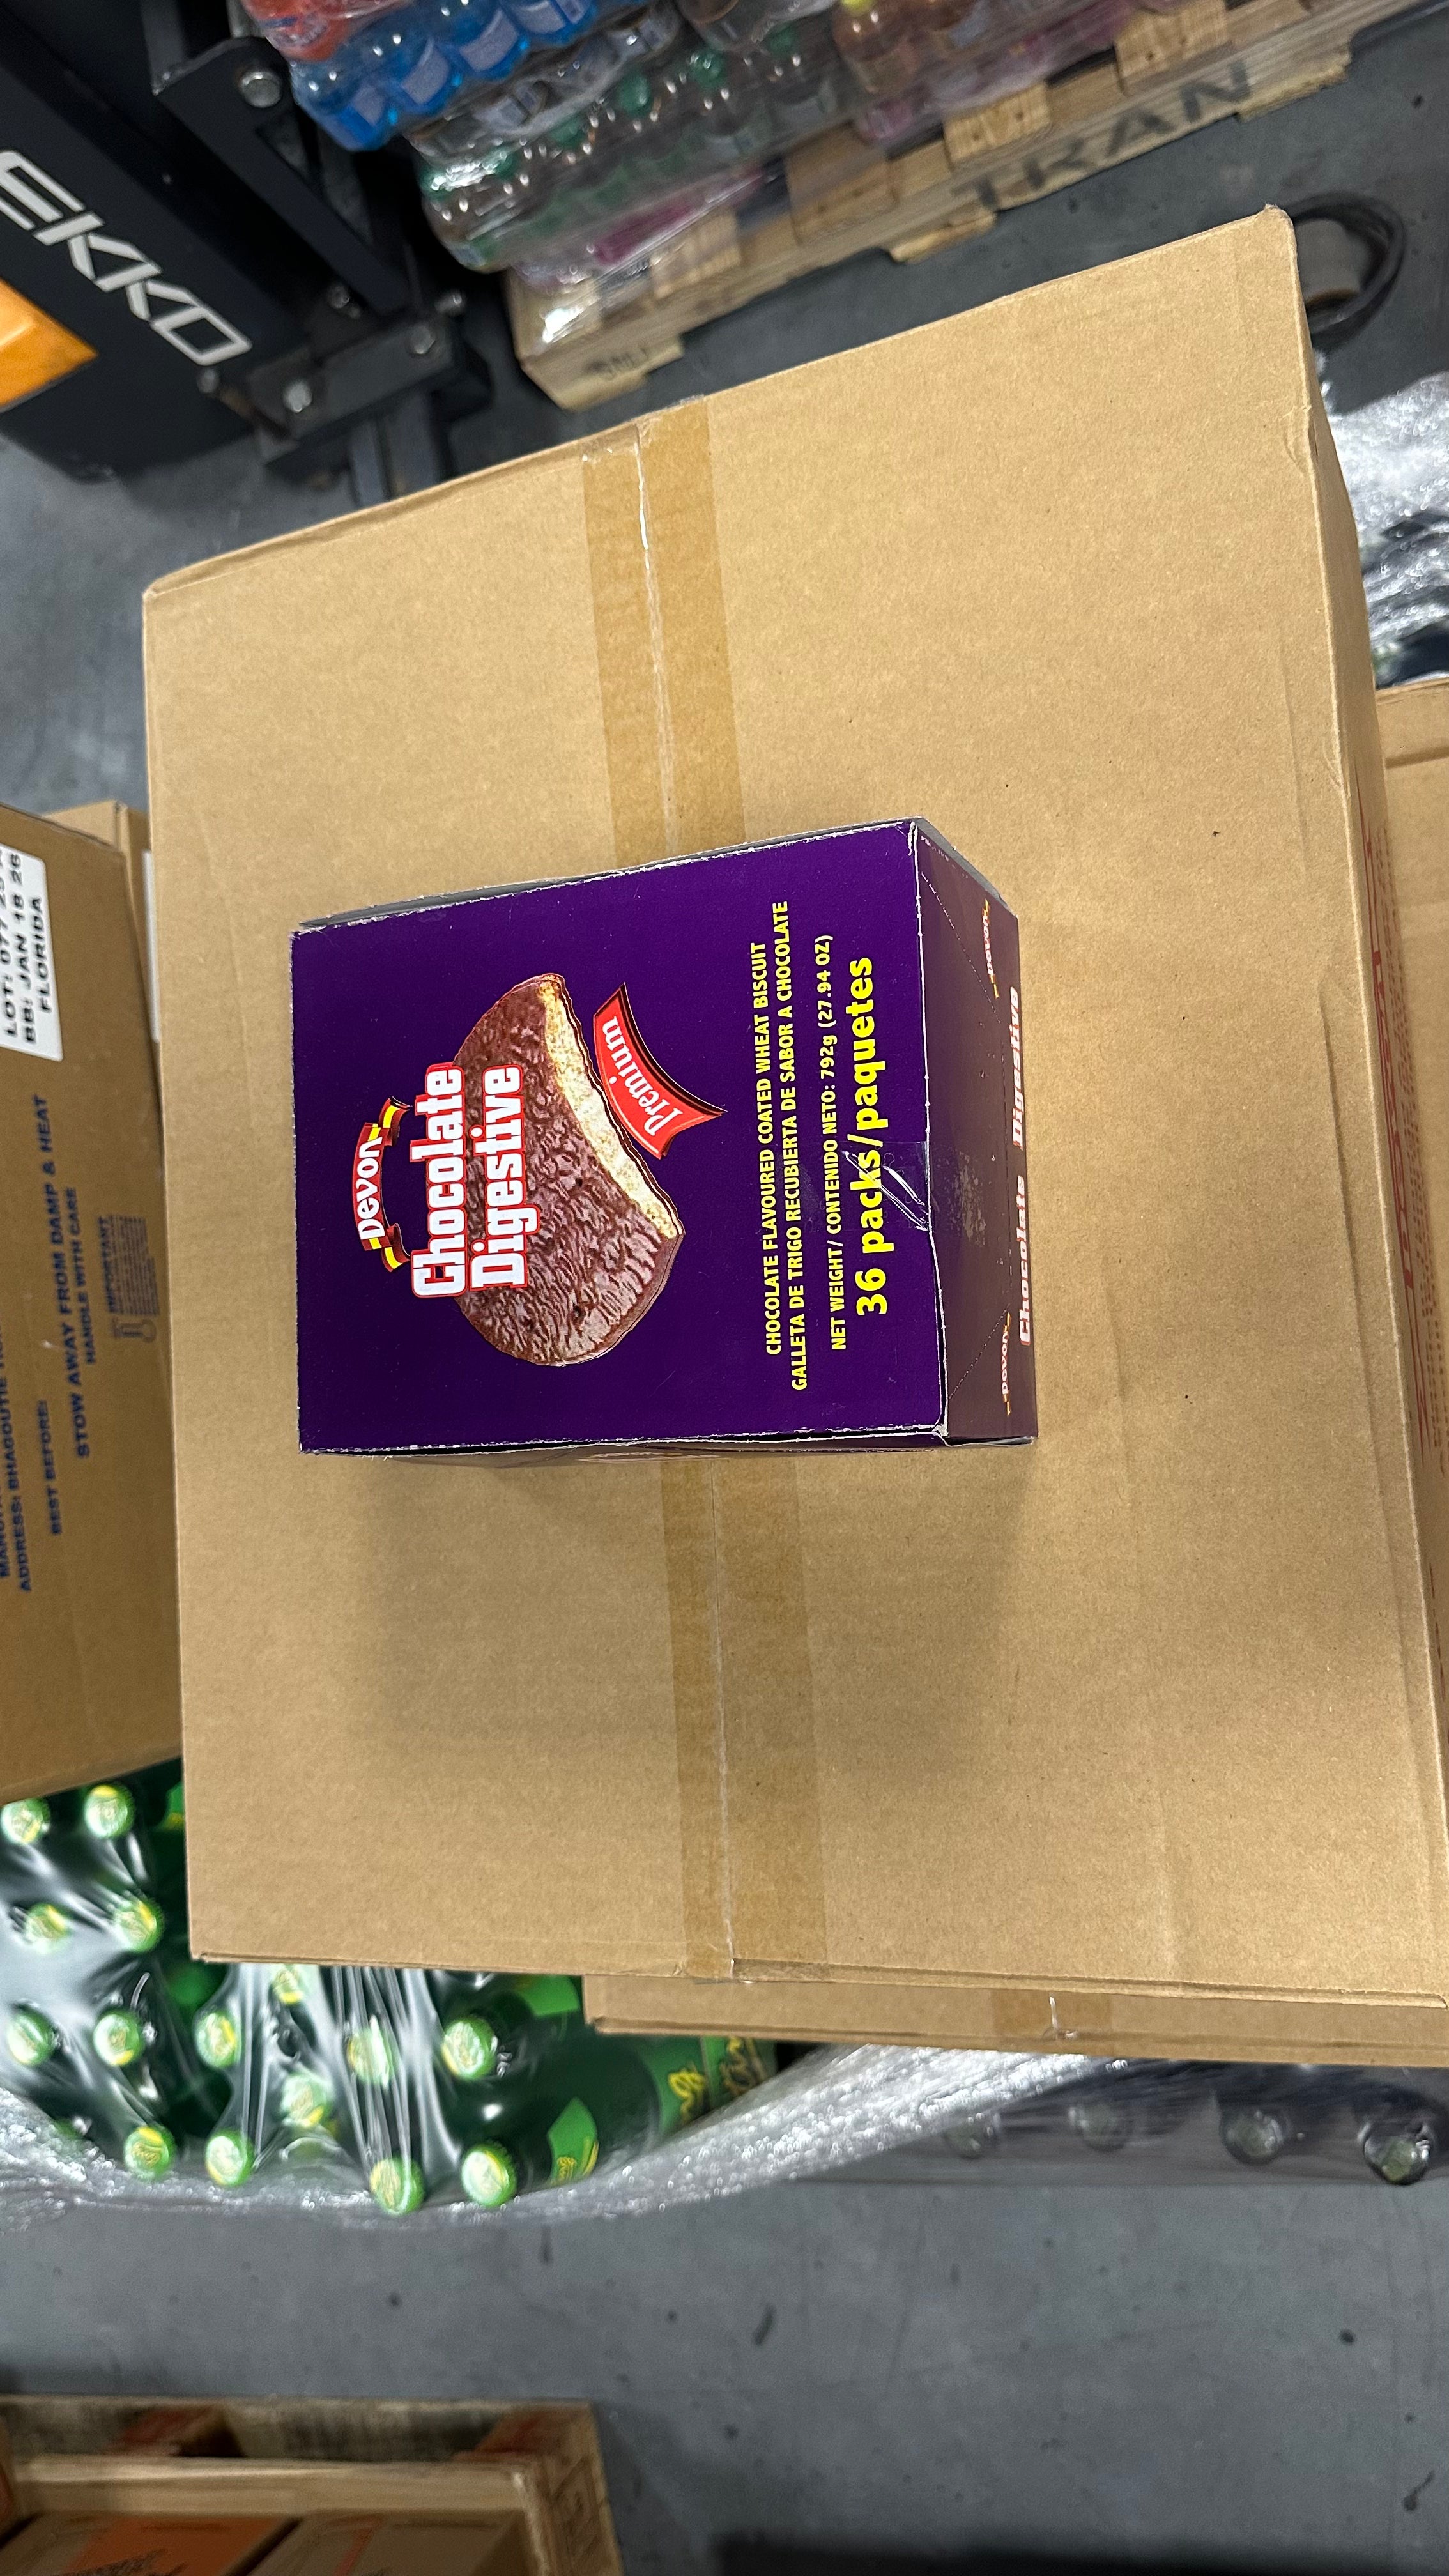 Devon
Chocolate
Digestive
Premium
CHOCOLATE FLAVOURED COATED WHEAT BISCUIT
GALLETA DE TRIGO RECUBIERTA DE SABOR A CHOCOLATE
NET WEIGHT/ CONTENIDO NETO: 792g (27.94 OZ)
36 packs/paquetes
Devon
Chocolate Digestive
Devon
EKKO
TRAN
BB: JAN 18 26
FLORIDA
ADDRESS: BHAGOUTIE
BEST BEFORE:
STOW AWAY FROM DAMP & HEAT
HANDLE WITH CARE
IMPORTANT